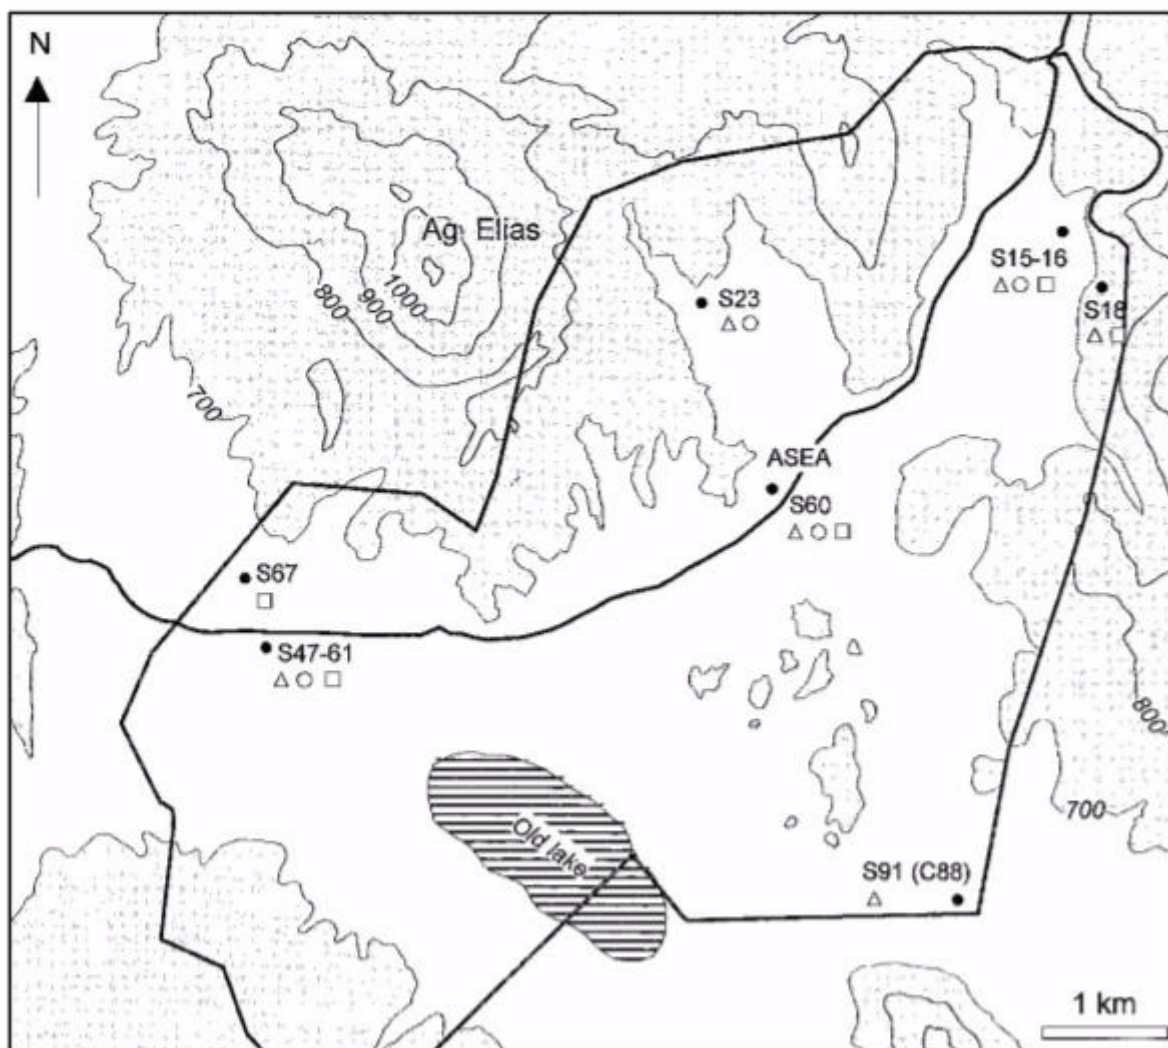 N
Ag. Elias
S15-16
S23
S18
1000
900
800
700
ASEA
S60
S67
S47-61
800
700
Old lake
S91 (C88)
1 km